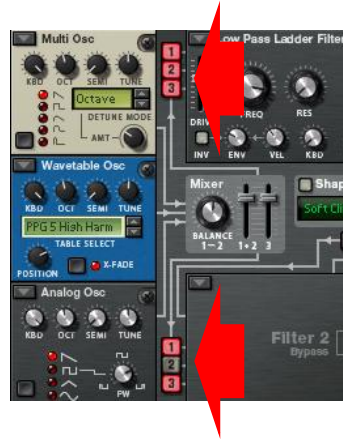 Multi Osc
KBD OCT SEMI TUNE
Octave
DETUNE MODE
AMT
Wavetable Osc
KBD OCT SEMI TUNE
PPG 5 High Harm
TABLE SELECT
POSITION
X-FADE
Analog Osc
KBD OCT SEMI TUNE
PW
1
2
3
Low Pass Ladder Filter
DRIV
REQ
RES
INV ENV VEL KBD
Mixer
BALANCE
1–2
1+2 3
Shap
Soft Cli
1
2
3
Filter 2
Bypass